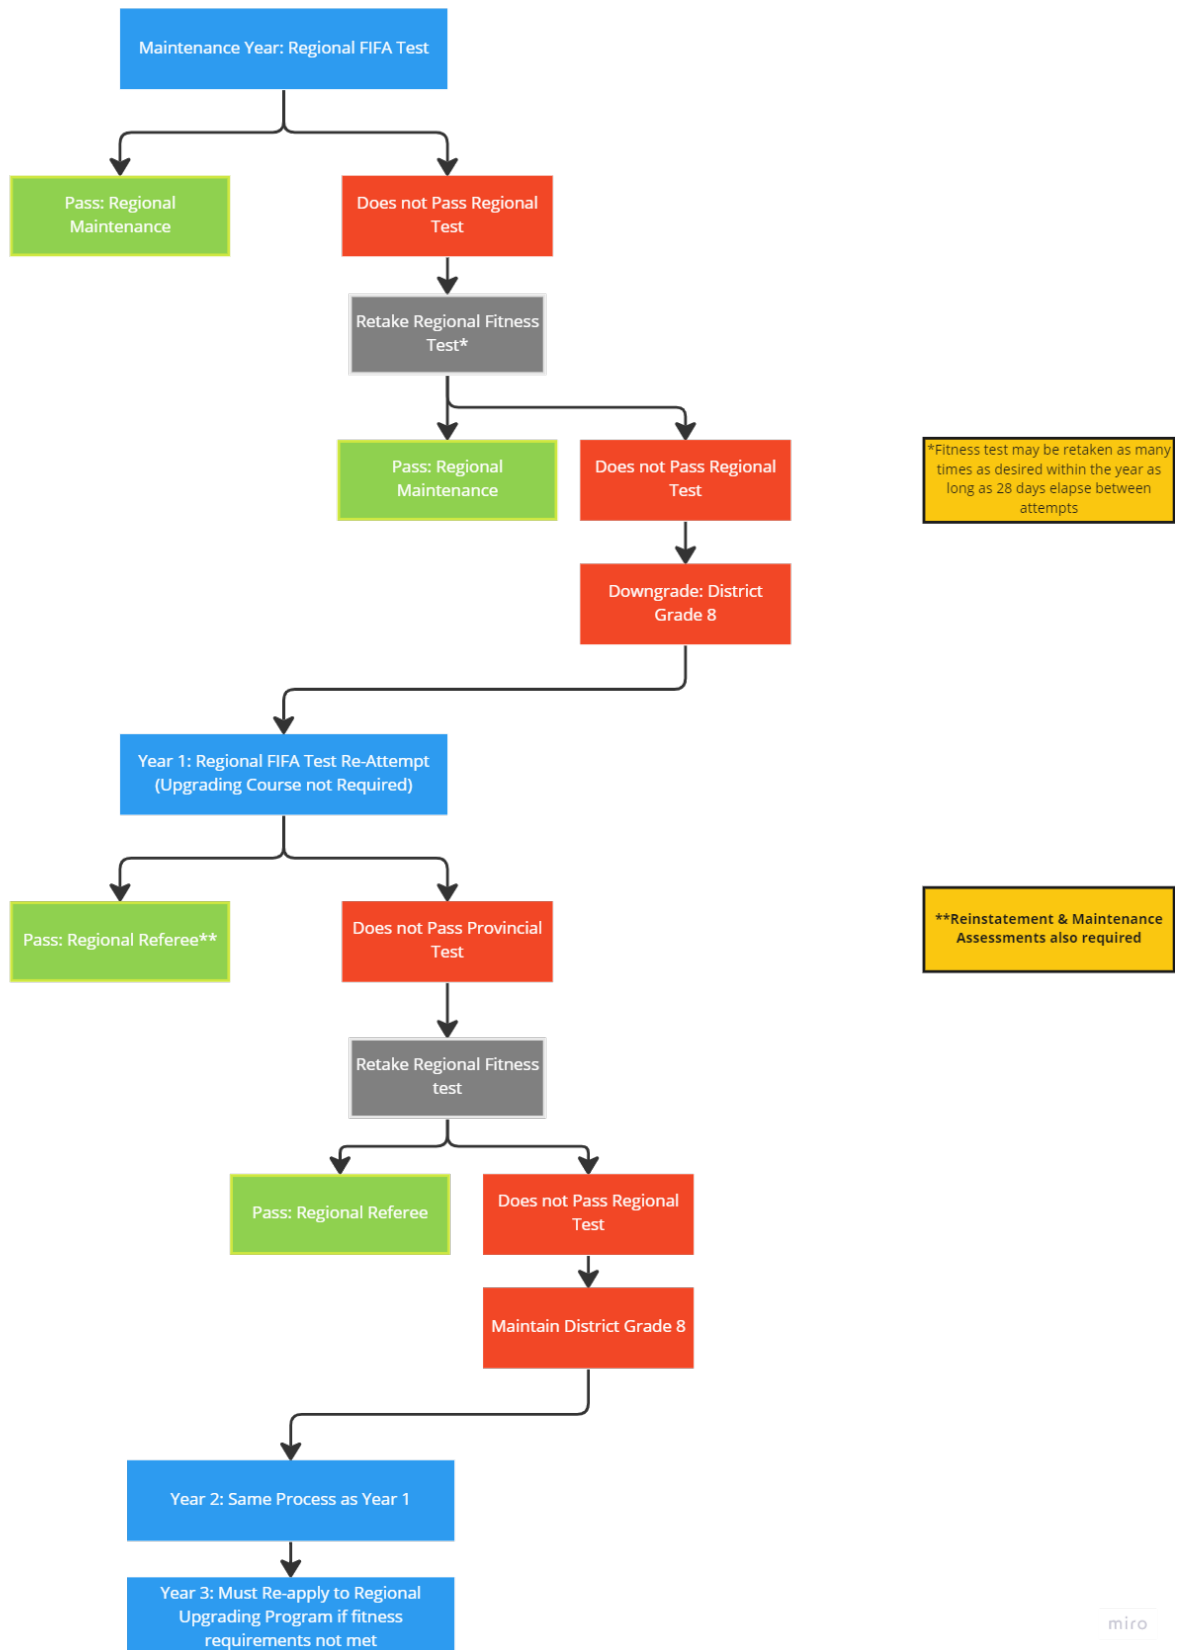 Maintenance Year: Regional FIFA Test
Pass: Regional
Maintenance
Does not Pass Regional
Test
Retake Regional Fitness
Test*
Pass: Regional
Maintenance
Does not Pass Regional
Test
*Fitness test may be retaken as many
times as desired within the year as
long as 28 days elapse between
attempts
Downgrade: District
Grade 8
Year 1: Regional FIFA Test Re-Attempt
(Upgrading Course not Required)
Pass: Regional Referee**
Does not Pass Provincial
Test
**Reinstatement & Maintenance
Assessments also required
Retake Regional Fitness
test
Pass: Regional Referee
Does not Pass Regional
Test
Maintain District Grade 8
Year 2: Same Process as Year 1
Year 3: Must Re-apply to Regional
Upgrading Program if fitness
requirements not met
miro